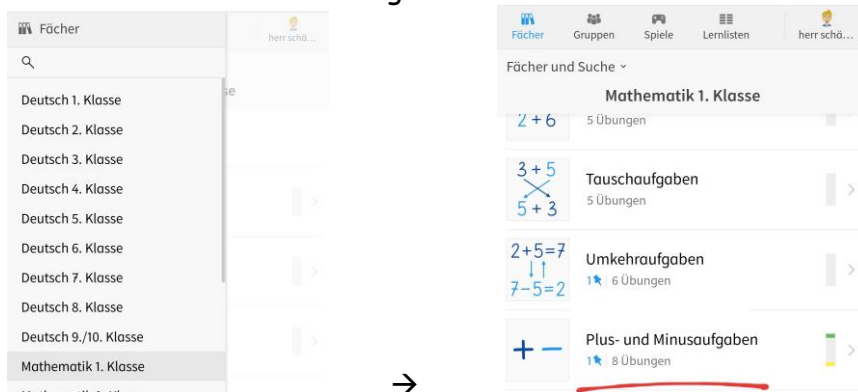 Fächer
herr schä...
Deutsch 1. Klasse
Deutsch 2. Klasse
Deutsch 3. Klasse
Deutsch 4. Klasse
Deutsch 5. Klasse
Deutsch 6. Klasse
Deutsch 7. Klasse
Deutsch 8. Klasse
Deutsch 9./10. Klasse
Mathematik 1. Klasse
→
Fächer Gruppen Spiele Lernlisten herr schä...
Fächer und Suche
Mathematik 1. Klasse
2 + 6
5 Übungen
3 + 5
5 + 3
Tauschaufgaben
5 Übungen
2+5=7
7-5=2
Umkehraufgaben
1 | 6 Übungen
+ −
Plus- und Minusaufgaben
1 | 8 Übungen